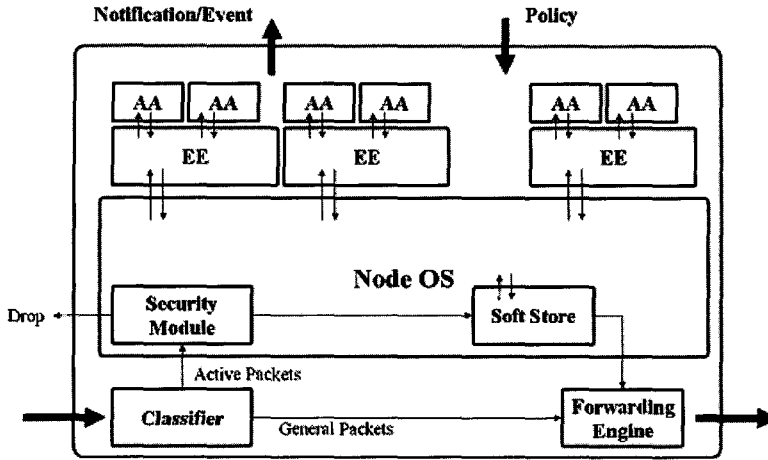 Notification/Event
Policy
AA AA AA AA AA AA
EE EE EE
Node OS
Security
Module
Soft Store
Drop
Active Packets
Classifier
General Packets
Forwarding
Engine